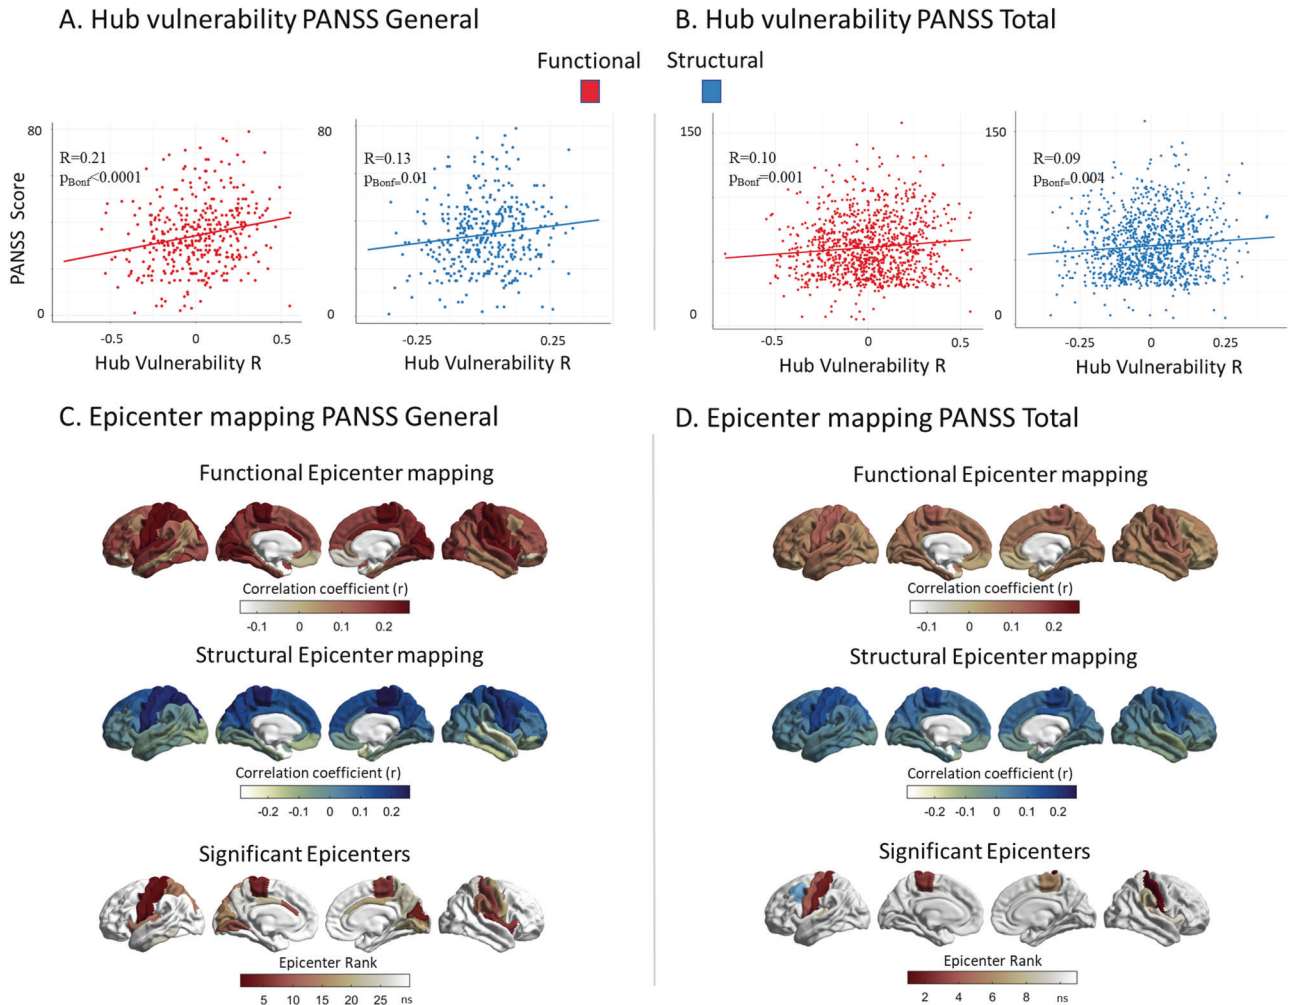 A. Hub vulnerability PANSS General
B. Hub vulnerability PANSS Total
Functional
Structural
PANSS Score
80
0
R=0.21
pBonf<0.0001
-0.5
0
0.5
Hub Vulnerability R
80
0
R=0.13
pBonf=0.01
-0.25
0.25
Hub Vulnerability R
150
0
R=0.10
pBonf=0.001
-0.5
0
0.5
Hub Vulnerability R
150
0
R=0.09
pBonf=0.004
-0.25
0
0.25
Hub Vulnerability R
C. Epicenter mapping PANSS General
Functional Epicenter mapping
Correlation coefficient (r)
-0.1 0 0.1 0.2
Structural Epicenter mapping
Correlation coefficient (r)
-0.2 -0.1 0 0.1 0.2
Significant Epicenters
Epicenter Rank
5 10 15 20 25 ns
D. Epicenter mapping PANSS Total
Functional Epicenter mapping
Correlation coefficient (r)
-0.1 0 0.1 0.2
Structural Epicenter mapping
Correlation coefficient (r)
-0.2 -0.1 0 0.1 0.2
Significant Epicenters
Epicenter Rank
2 4 6 8 ns